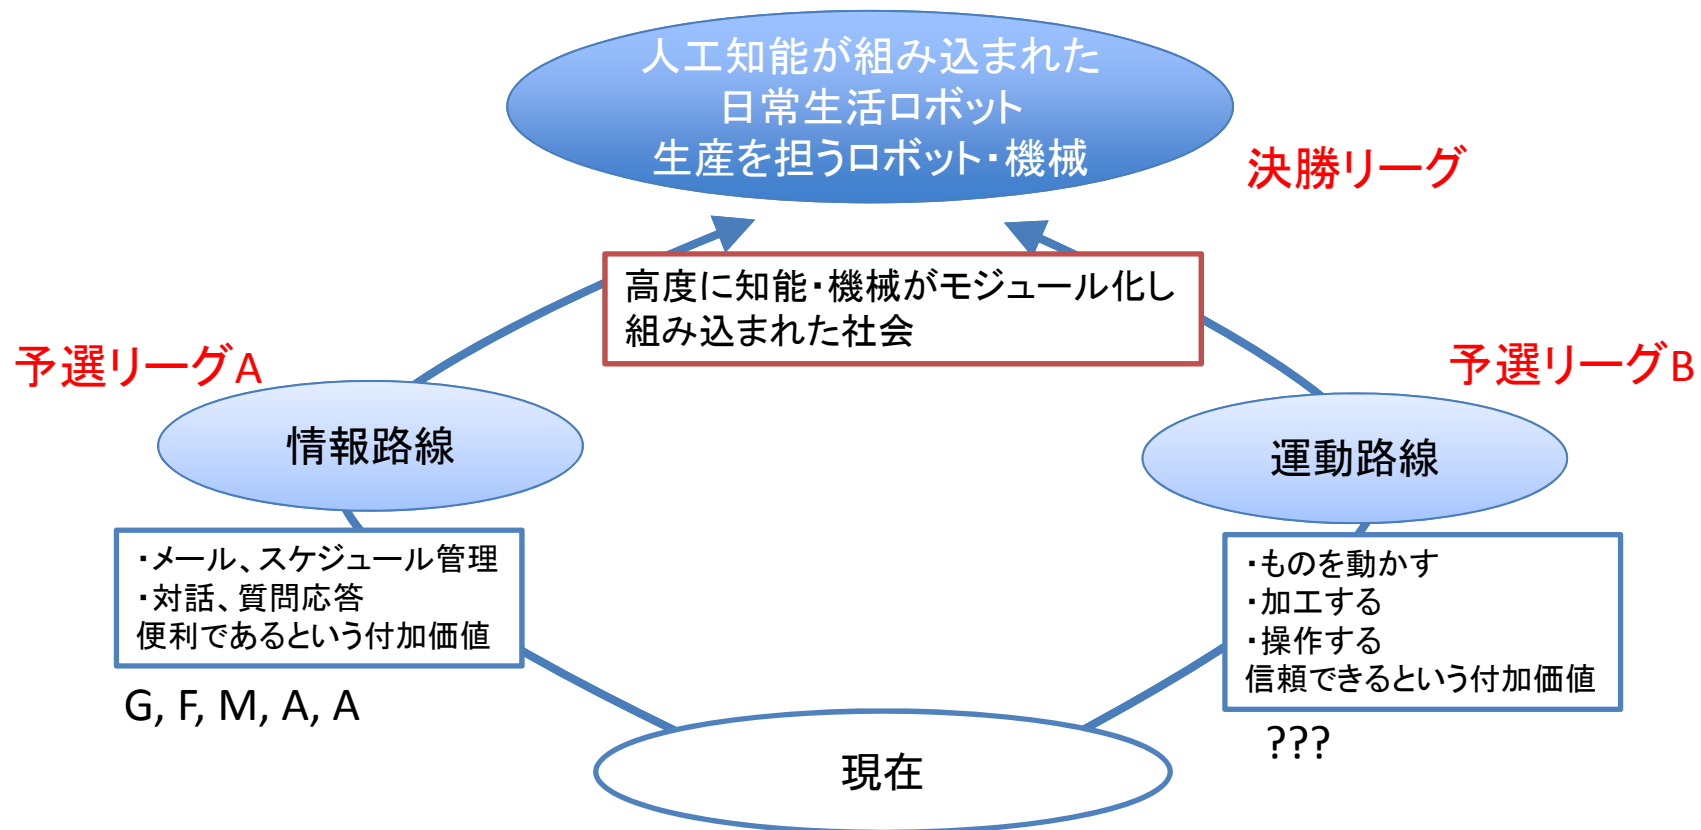 人工知能が組み込まれた
日常生活ロボット
生産を担うロボット・機械
決勝リーグ
高度に知能・機械がモジュール化し
組み込まれた社会
予選リーグA
予選リーグB
情報路線
運動路線
・メール、スケジュール管理
・対話、質問応答
便利であるという付加価値
G, F, M, A, A
・ものを動かす
・加工する
・操作する
信頼できるという付加価値
???
現在